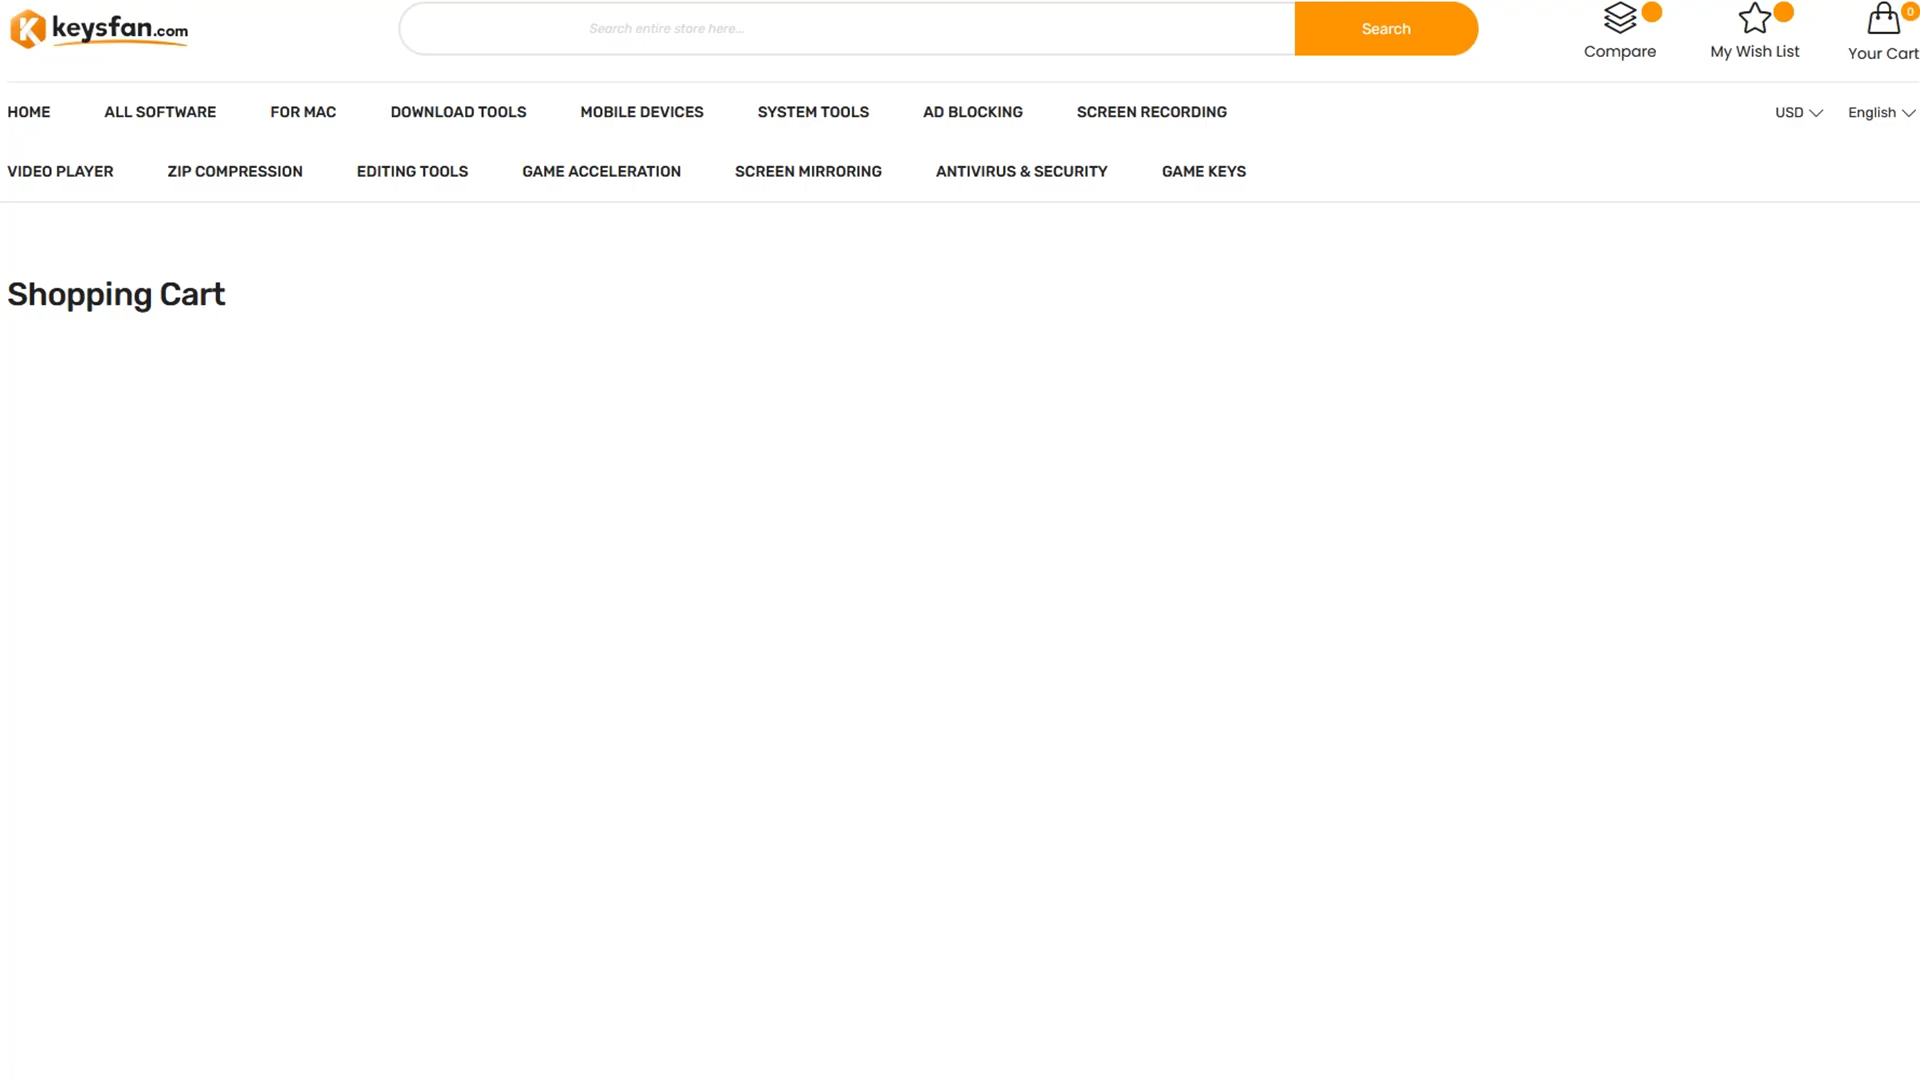 keysfan.com
Search entire store here...
Search
Compare
My Wish List
0
Your Cart
HOME
ALL SOFTWARE
FOR MAC
DOWNLOAD TOOLS
MOBILE DEVICES
SYSTEM TOOLS
AD BLOCKING
SCREEN RECORDING
USD
English
VIDEO PLAYER
ZIP COMPRESSION
EDITING TOOLS
GAME ACCELERATION
SCREEN MIRRORING
ANTIVIRUS & SECURITY
GAME KEYS
Shopping Cart